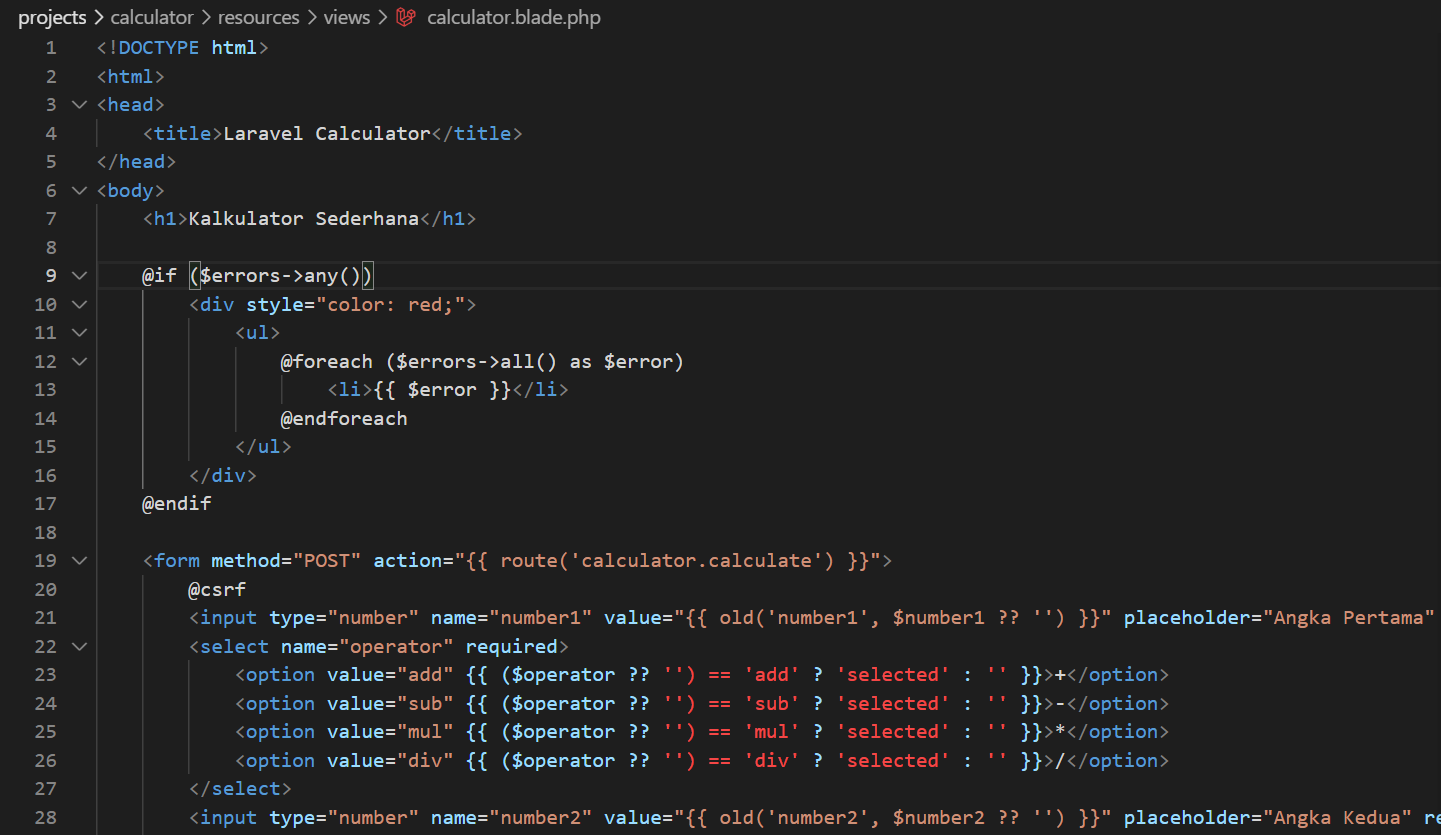 projects > calculator > resources > views > calculator.blade.php
1 <!DOCTYPE html>
2 <html>
3 <head>
4 <title>Laravel Calculator</title>
5 </head>
6 <body>
7 <h1>Kalkulator Sederhana</h1>
8
9 @if ($errors->any())
10 <div style="color: red;">
11 <ul>
12 @foreach ($errors->all() as $error)
13 <li>{{ $error }}</li>
14 @endforeach
15 </ul>
16 </div>
17 @endif
18
19 <form method="POST" action="{{ route('calculator.calculate') }}">
20 @csrf
21 <input type="number" name="number1" value="{{ old('number1', $number1 ?? '') }}" placeholder="Angka Pertama"
22 <select name="operator" required>
23 <option value="add" {{ ($operator ?? '') == 'add' ? 'selected' : '' }}>+</option>
24 <option value="sub" {{ ($operator ?? '') == 'sub' ? 'selected' : '' }}>-</option>
25 <option value="mul" {{ ($operator ?? '') == 'mul' ? 'selected' : '' }}>*</option>
26 <option value="div" {{ ($operator ?? '') == 'div' ? 'selected' : '' }}>/</option>
27 </select>
28 <input type="number" name="number2" value="{{ old('number2', $number2 ?? '') }}" placeholder="Angka Kedua" re